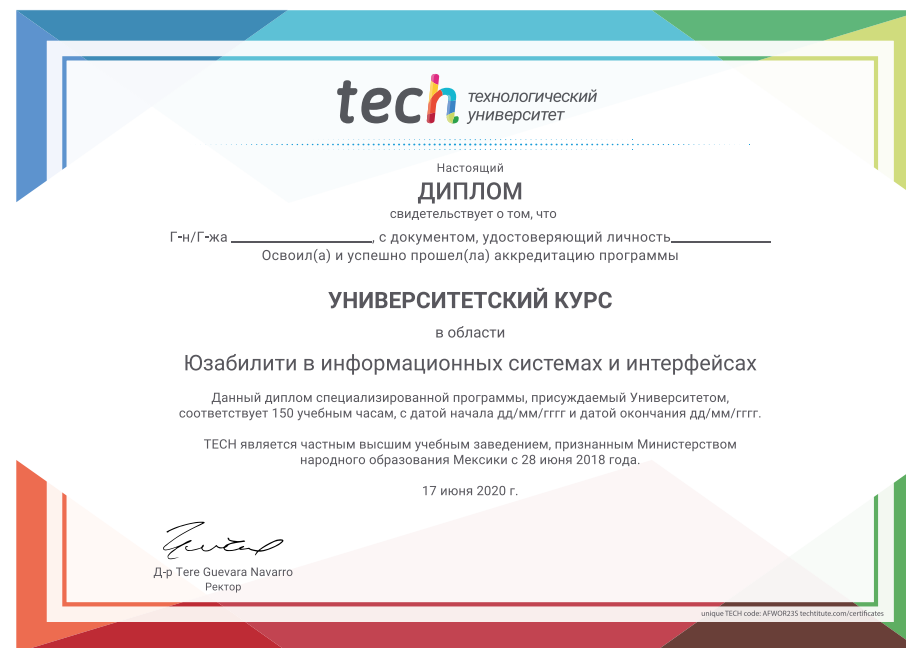 tech технологический
университет
Настоящий
ДИПЛОМ
свидетельствует о том, что
Г-н/Г-жа , с документом, удостоверяющий личность
Освоил(а) и успешно прошел(ла) аккредитацию программы
УНИВЕРСИТЕТСКИЙ КУРС
в области
Юзабилити в информационных системах и интерфейсах
Данный диплом специализированной программы, присуждаемый Университетом,
соответствует 150 учебным часам, с датой начала дд/мм/гггг и датой окончания дд/мм/гггг.
TECH является частным высшим учебным заведением, признанным Министерством
народного образования Мексики с 28 июня 2018 года.
17 июня 2020 г.
Д-р Tere Guevara Navarro
Ректор
unique TECH code: AFWOR23S techtitute.com/certificates